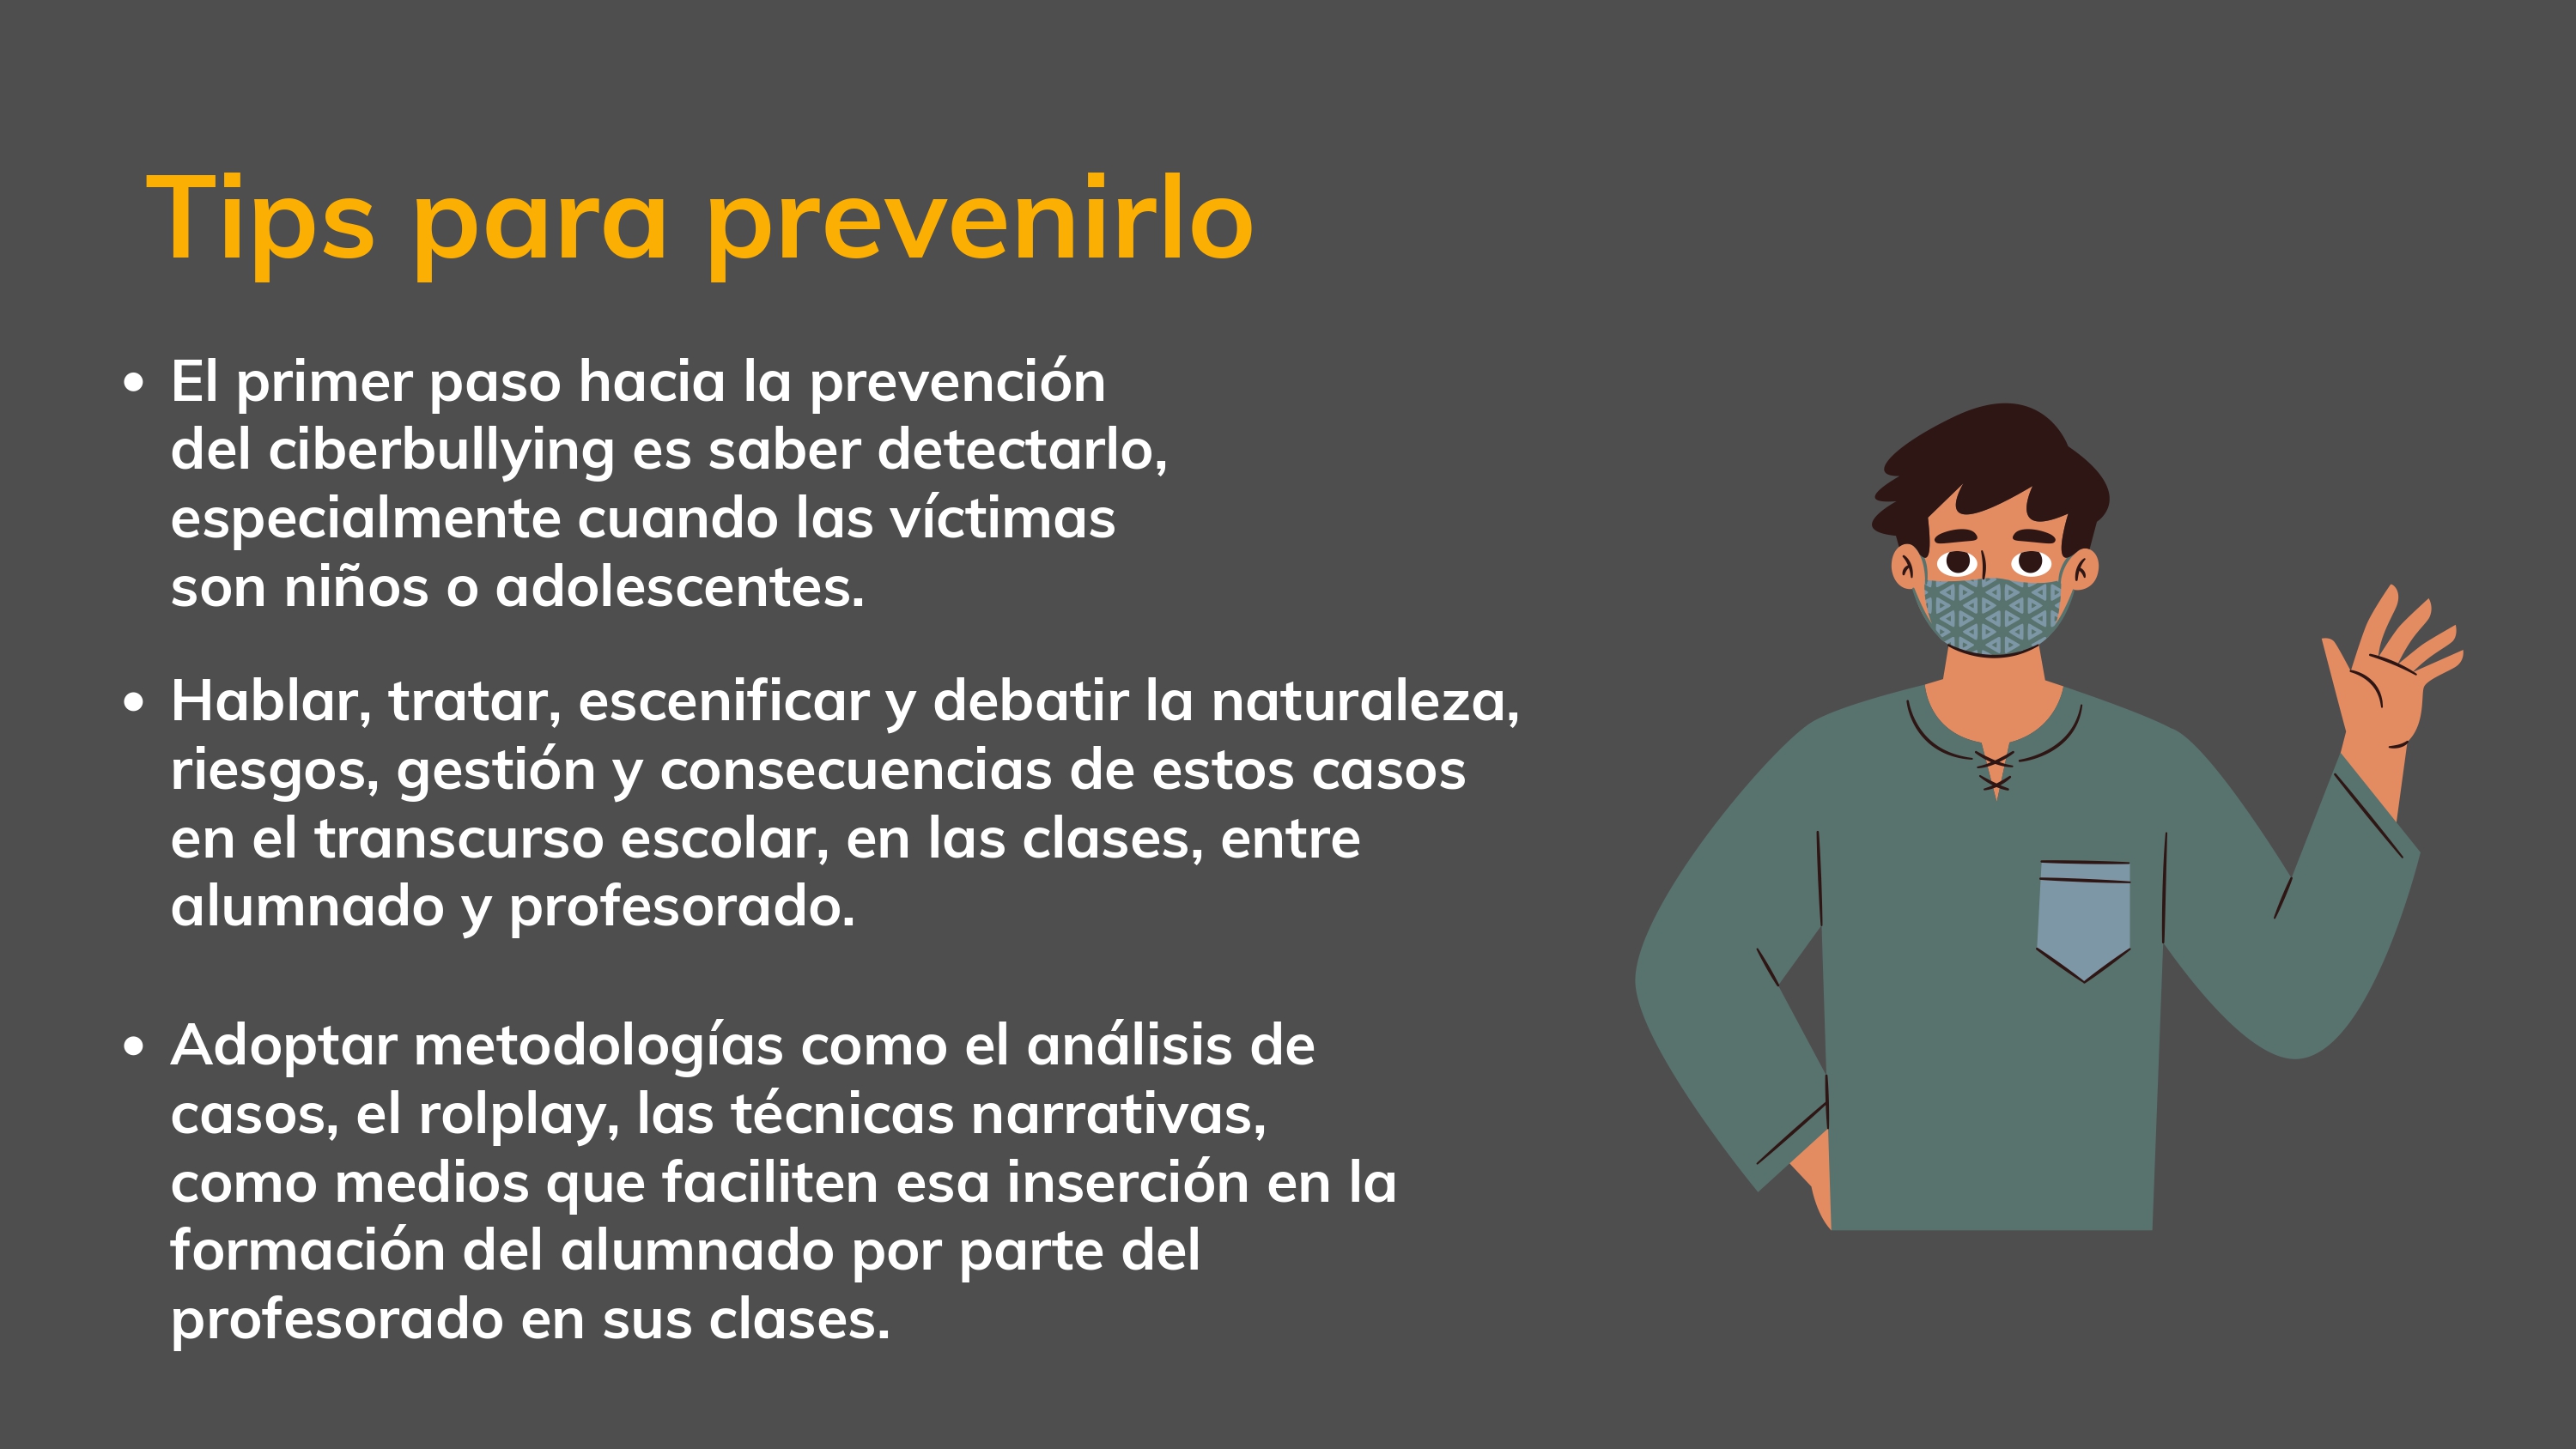 Tips para prevenirlo
• El primer paso hacia la prevención
del ciberbullying es saber detectarlo,
especialmente cuando las víctimas
son niños o adolescentes.
• Hablar, tratar, escenificar y debatir la naturaleza,
riesgos, gestión y consecuencias de estos casos
en el transcurso escolar, en las clases, entre
alumnado y profesorado.
• Adoptar metodologías como el análisis de
casos, el rolplay, las técnicas narrativas,
como medios que faciliten esa inserción en la
formación del alumnado por parte del
profesorado en sus clases.